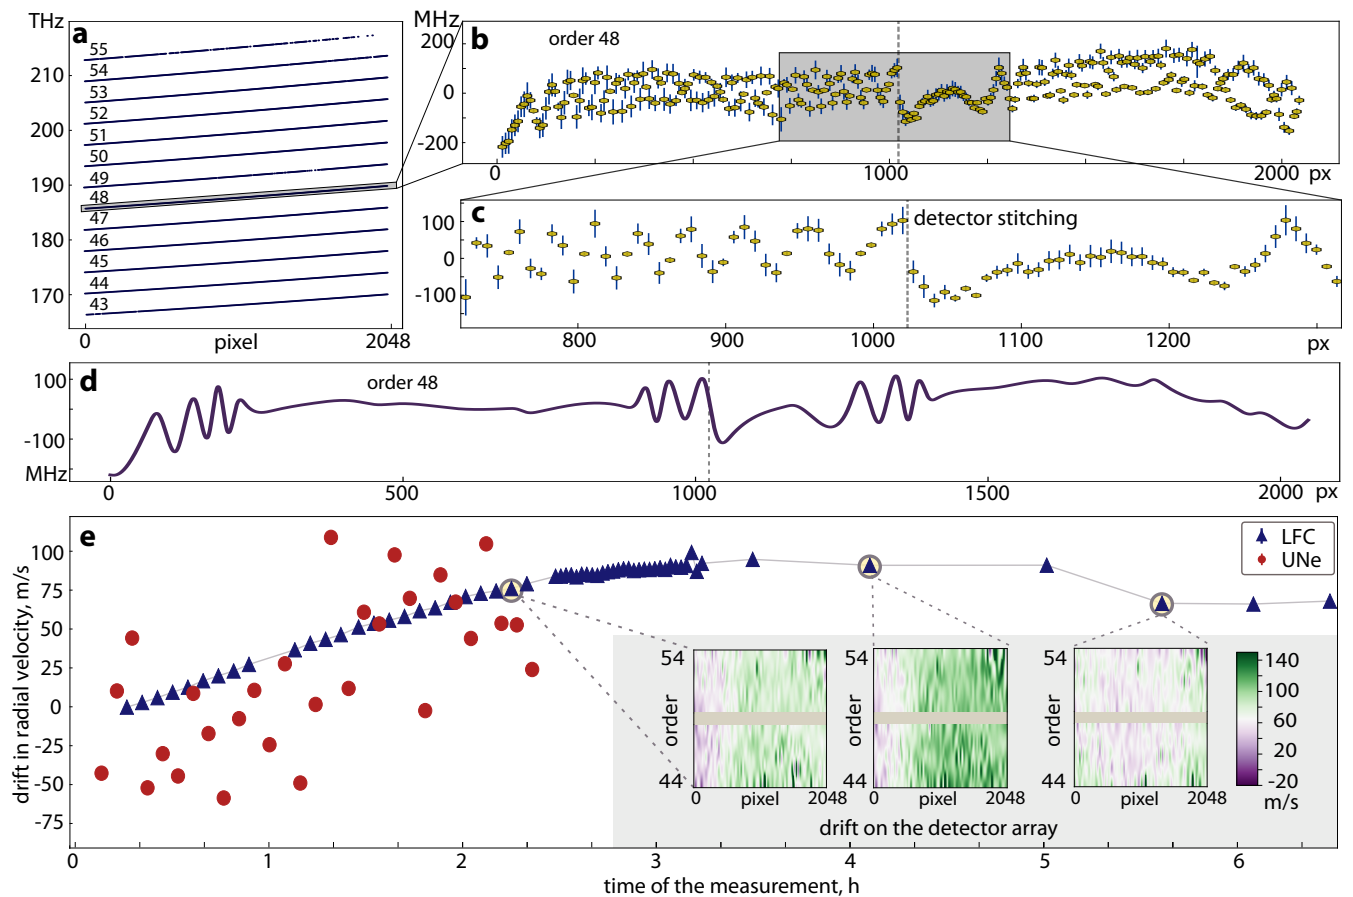 THz
a
55
54
210
53
52
200
51
50
190
49
48
47
180
46
45
44
170
43
0 pixel 2048
MHz
b
order 48
200
0
-200
0 1000 2000 px
c
detector stitching
100
0
-100
800 900 1000 1100 1200 px
d
order 48
100
-100
MHz
0 500 1000 1500 2000 px
e
LFC
UNe
drift in radial velocity, m/s
100
75
50
25
0
-25
-50
-75
54
order
44
0 pixel 2048
54
order
44
0 pixel 2048
54
order
44
0 pixel 2048
140
100
60
20
-20
m/s
drift on the detector array
0 1 2 3 4 5 6
time of the measurement, h